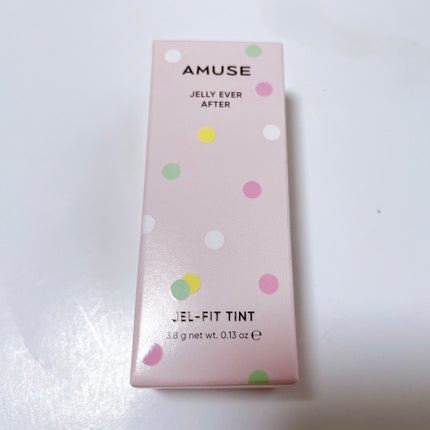 AMUSE
JELLY EVER
AFTER
JEL-FIT TINT
3.8 g net wt. 0.13 oz ℮